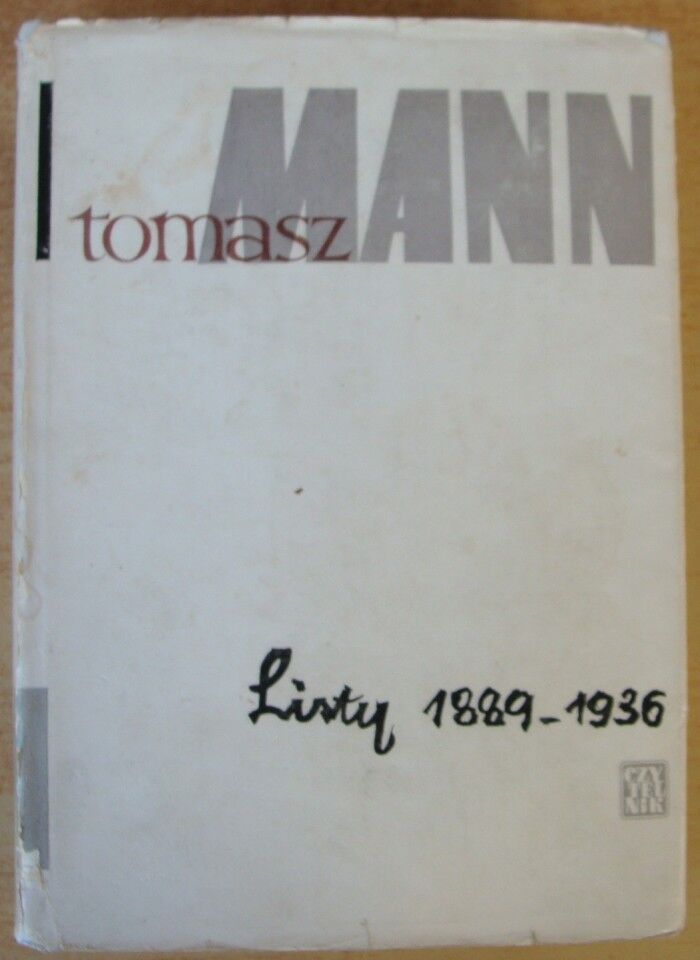 tomasz MANN
Listy 1889-1936
CZY
TEL
NIK